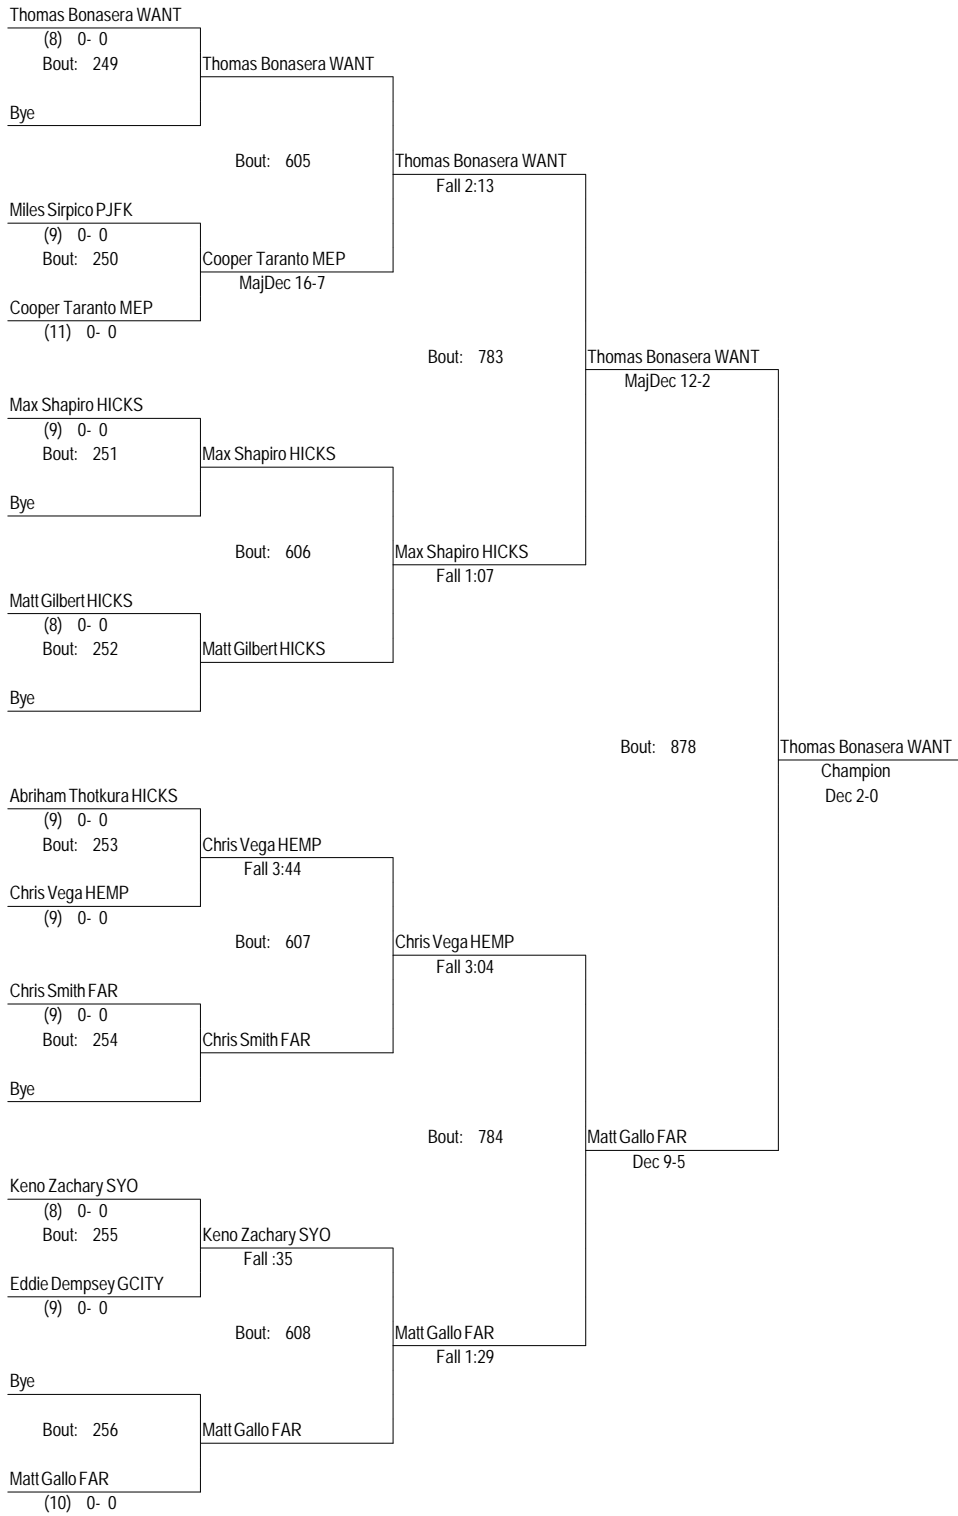 Thomas Bonasera WANT
(8) 0- 0
Bout: 249
Thomas Bonasera WANT
Bye
Bout: 605
Thomas Bonasera WANT
Fall 2:13
Miles Sirpico PJFK
(9) 0- 0
Bout: 250
Cooper Taranto MEP
MajDec 16-7
Cooper Taranto MEP
(11) 0- 0
Bout: 783
Thomas Bonasera WANT
MajDec 12-2
Max Shapiro HICKS
(9) 0- 0
Bout: 251
Max Shapiro HICKS
Bye
Bout: 606
Max Shapiro HICKS
Fall 1:07
Matt Gilbert HICKS
(8) 0- 0
Bout: 252
Matt Gilbert HICKS
Bye
Bout: 878
Thomas Bonasera WANT
Champion
Dec 2-0
Abriham Thotkura HICKS
(9) 0- 0
Bout: 253
Chris Vega HEMP
Fall 3:44
Chris Vega HEMP
(9) 0- 0
Bout: 607
Chris Vega HEMP
Fall 3:04
Chris Smith FAR
(9) 0- 0
Bout: 254
Chris Smith FAR
Bye
Bout: 784
Matt Gallo FAR
Dec 9-5
Keno Zachary SYO
(8) 0- 0
Bout: 255
Keno Zachary SYO
Fall :35
Eddie Dempsey GCITY
(9) 0- 0
Bout: 608
Matt Gallo FAR
Fall 1:29
Bye
Bout: 256
Matt Gallo FAR
Matt Gallo FAR
(10) 0- 0